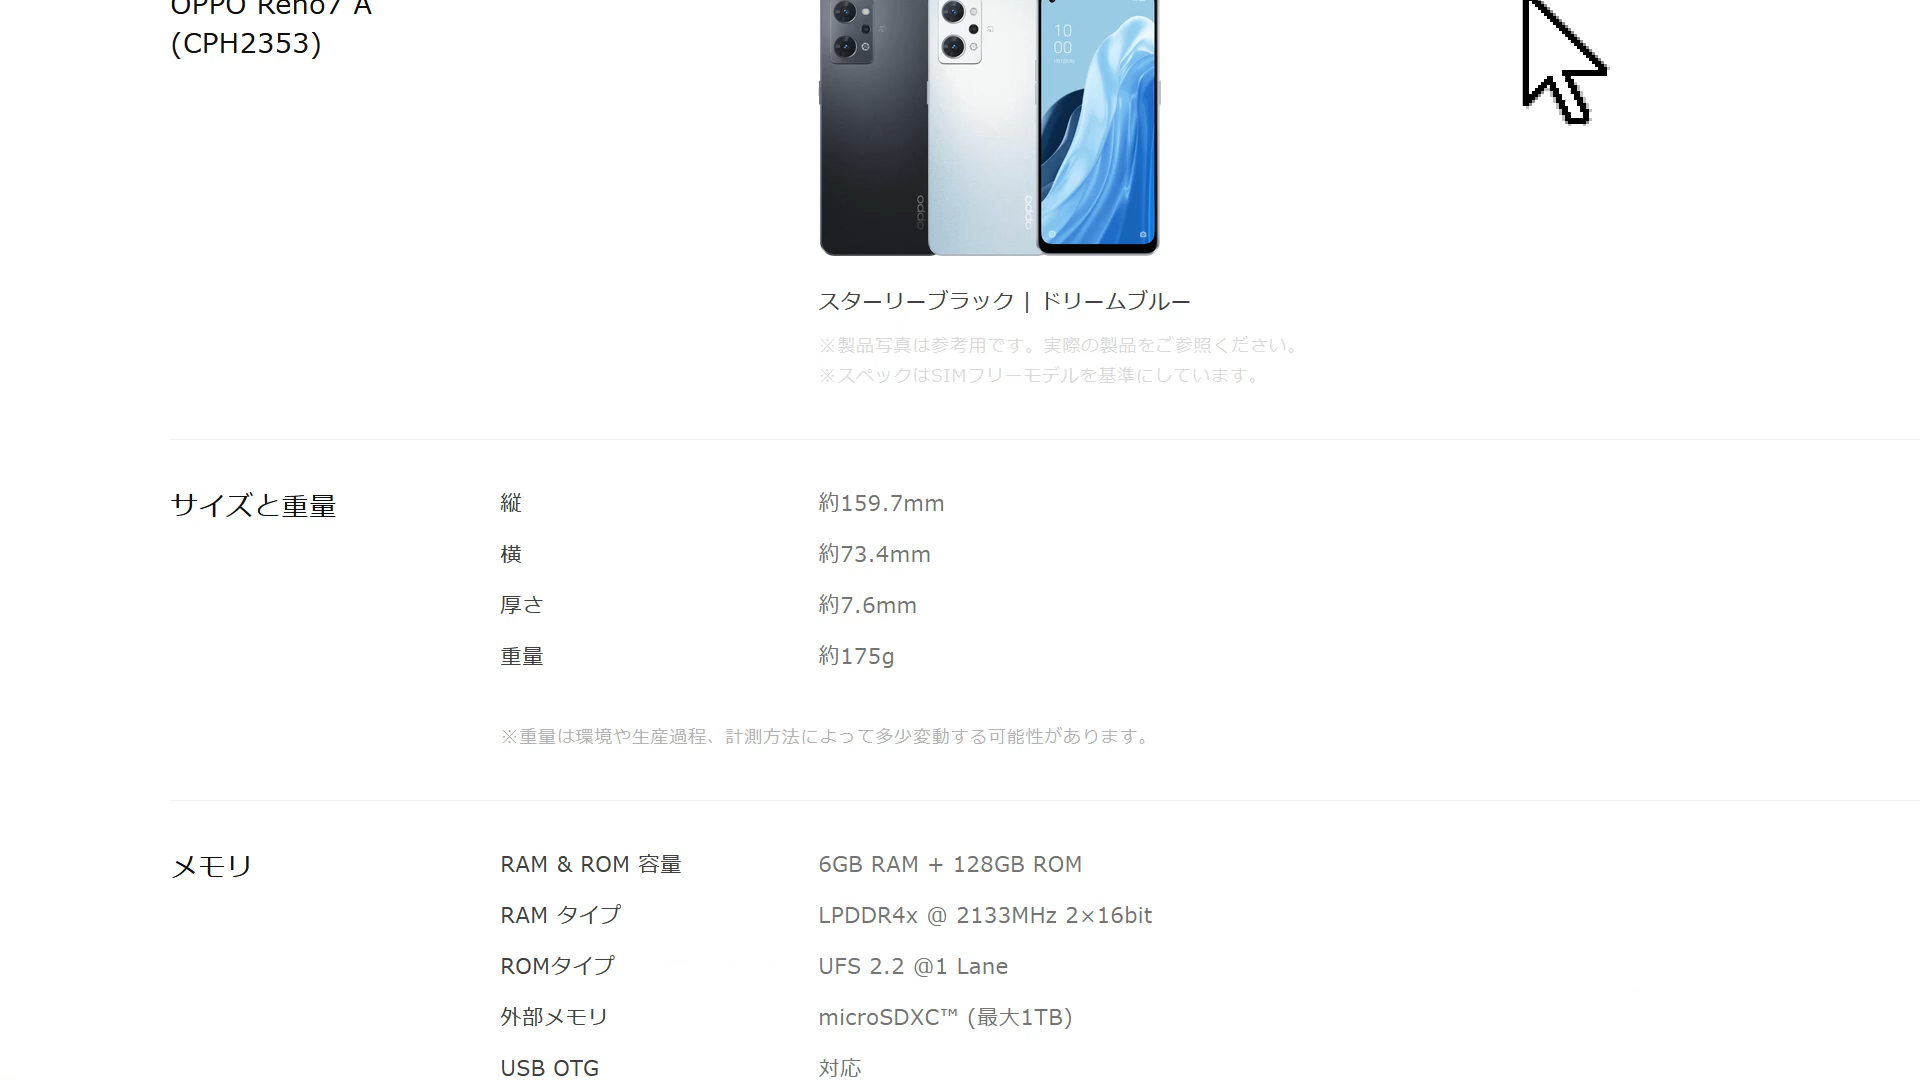 OPPO Reno7 A
(CPH2353)
oppo
oppo
10
00
スターリーブラック | ドリームブルー
※製品写真は参考用です。実際の製品をご参照ください。
※スペックはSIMフリーモデルを基準にしています。
サイズと重量
縦 約159.7mm
横 約73.4mm
厚さ 約7.6mm
重量 約175g
※重量は環境や生産過程、計測方法によって多少変動する可能性があります。
メモリ
RAM & ROM 容量 6GB RAM + 128GB ROM
RAM タイプ LPDDR4x @ 2133MHz 2×16bit
ROMタイプ UFS 2.2 @1 Lane
外部メモリ microSDXC™ (最大1TB)
USB OTG 対応